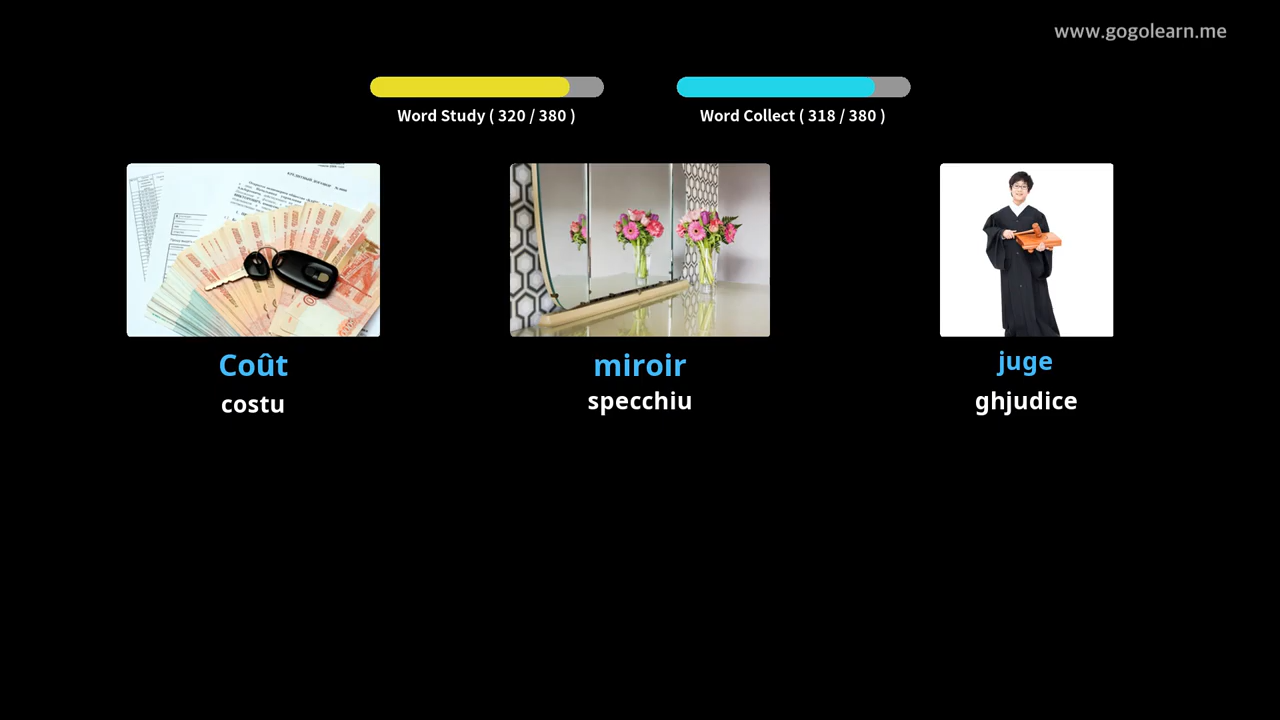 www.gogolearn.me
Word Study ( 320 / 380 )
Word Collect ( 318 / 380 )
Coût
miroir
juge
costu
specchiu
ghjudice